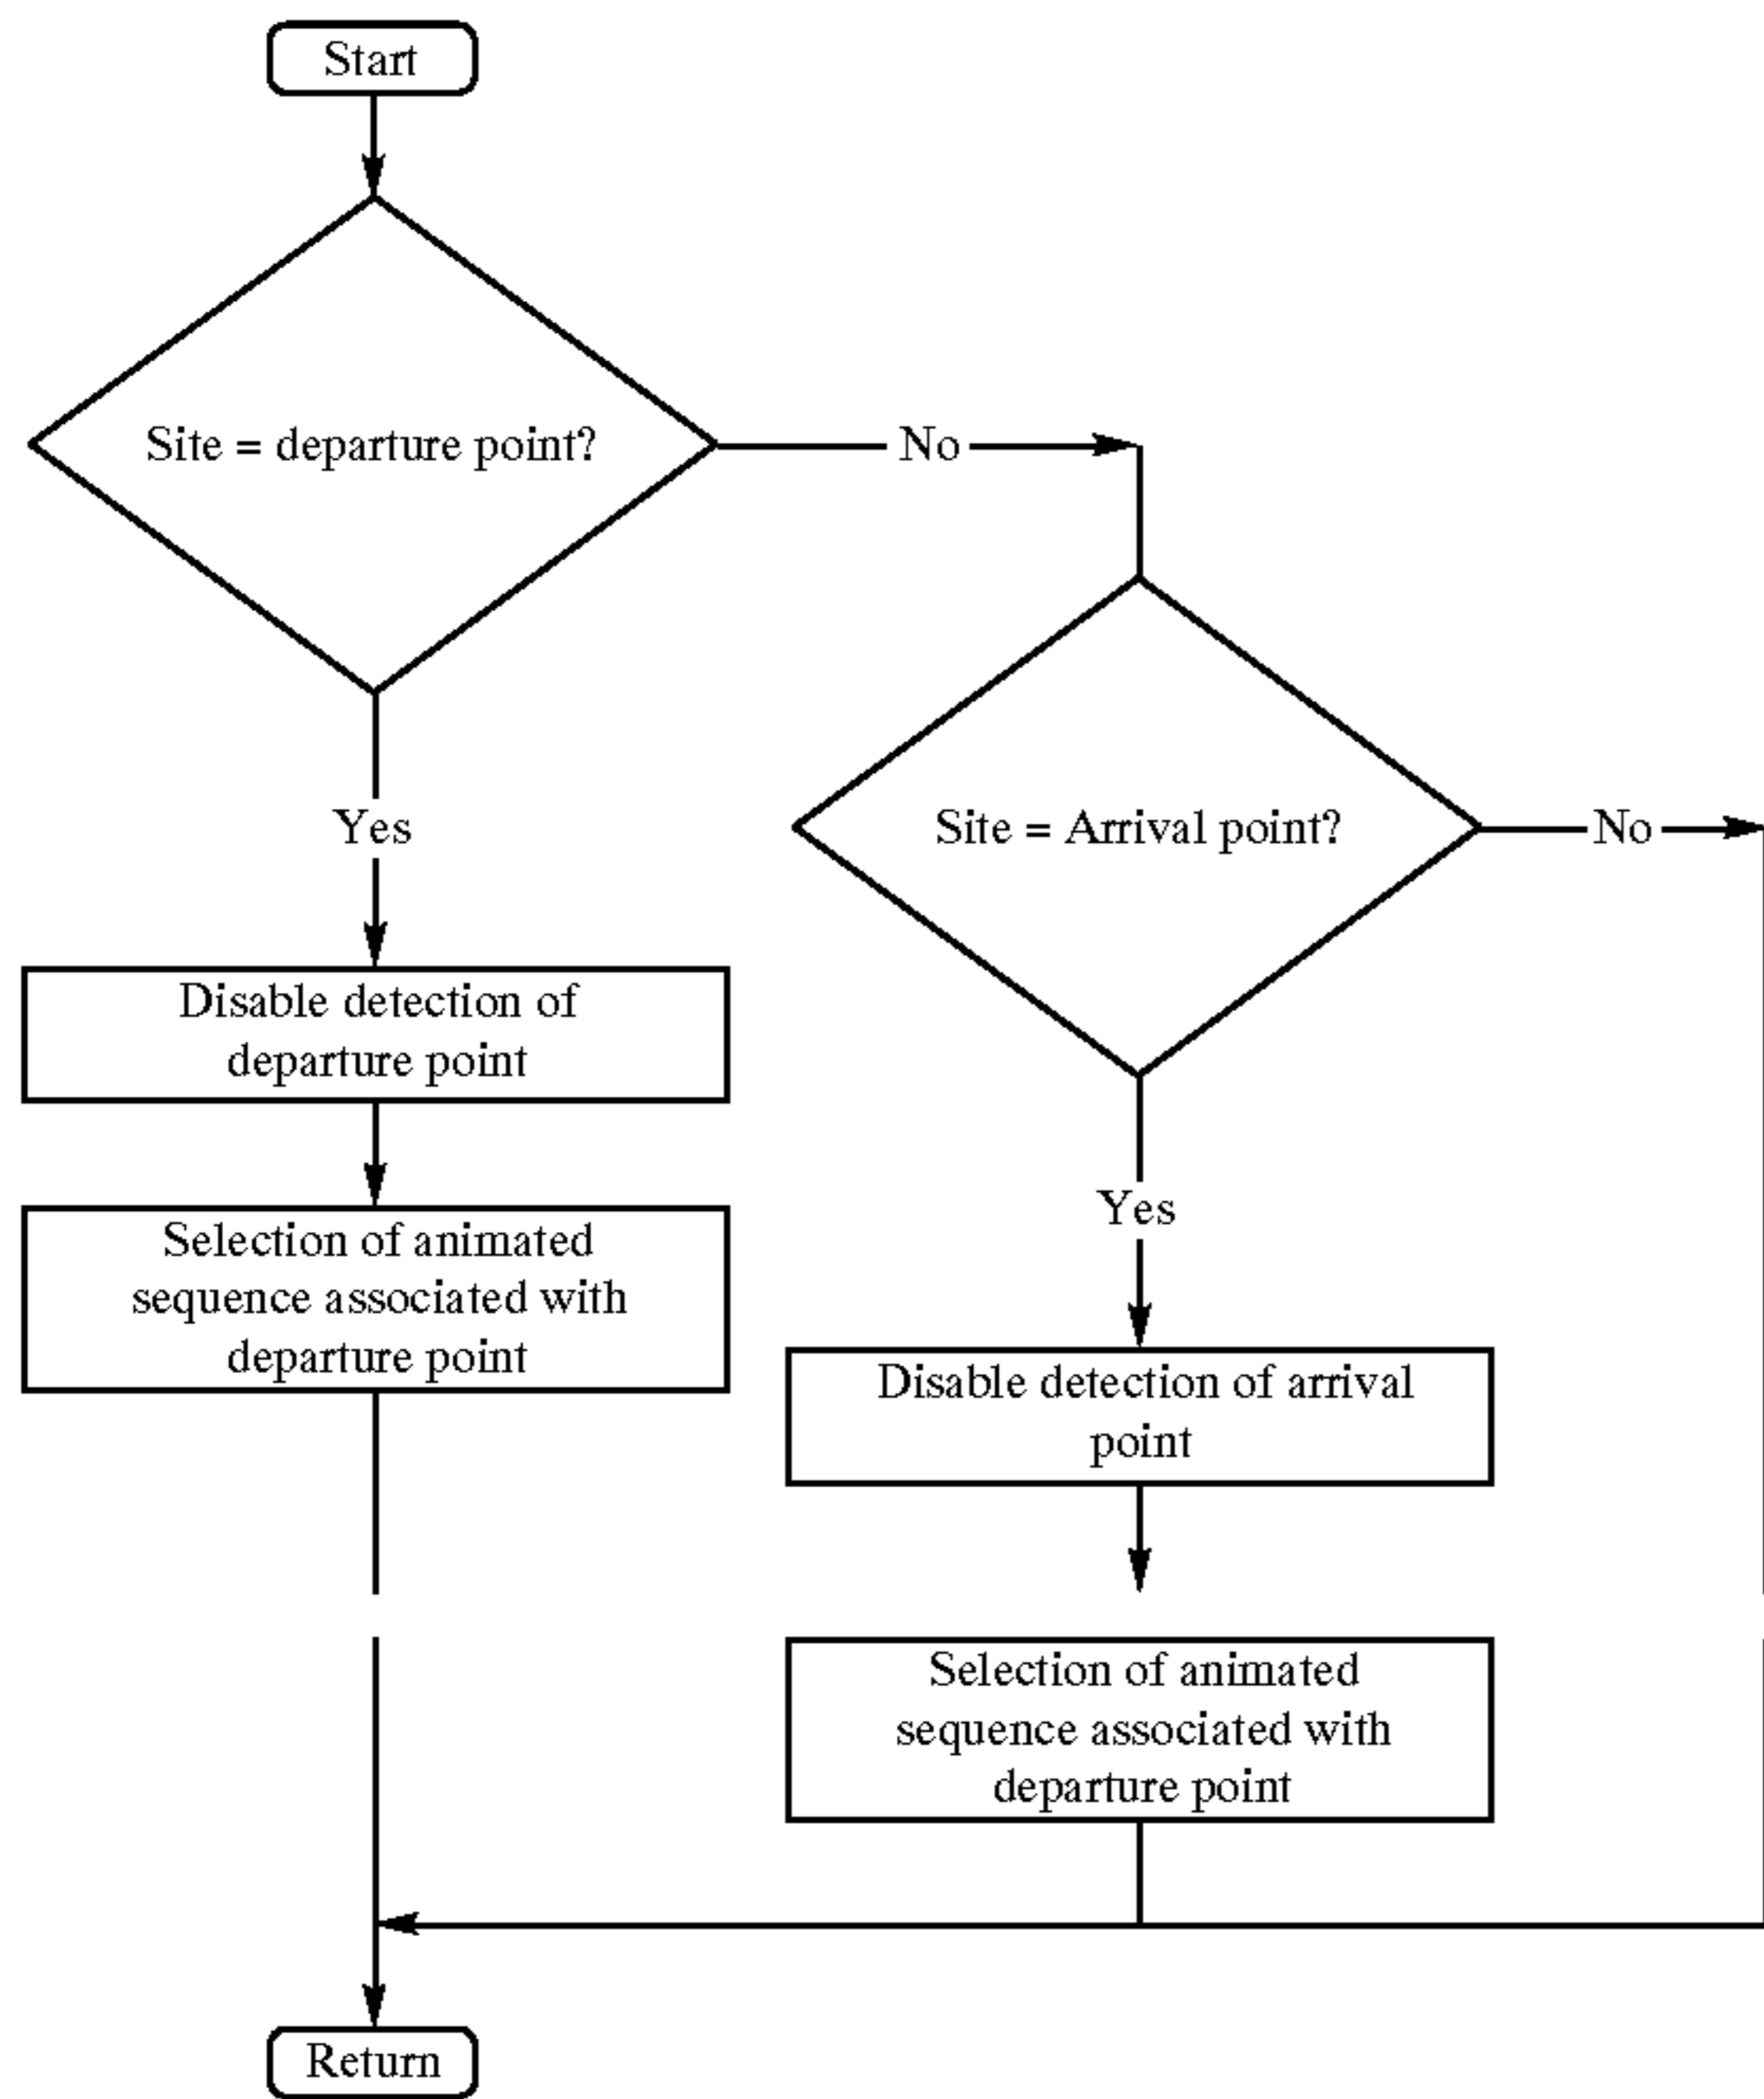 Start
Site = departure point?
No
Yes
Site = Arrival point?
No
Disable detection of
departure point
Selection of animated
sequence associated with
departure point
Yes
Disable detection of arrival
point
Selection of animated
sequence associated with
departure point
Return